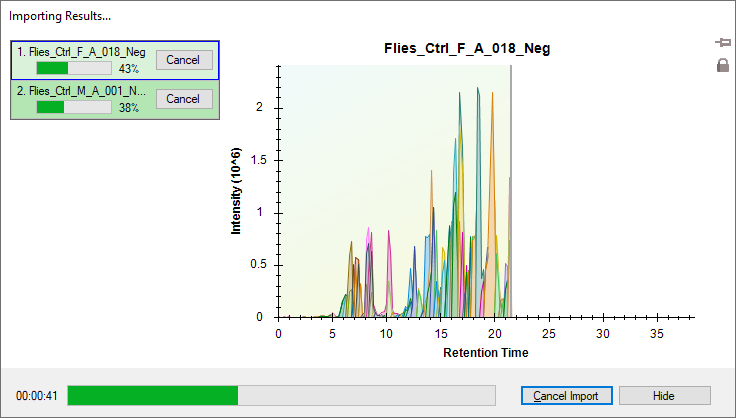 Importing Results...
1. Flies_Ctrl_F_A_018_Neg
43%
Cancel
2. Flies_Ctrl_M_A_001_N...
38%
Cancel
Flies_Ctrl_F_A_018_Neg
Intensity (10^6)
2
1.5
1
0.5
0
0 5 10 15 20 25 30 35
Retention Time
00:00:41
Cancel Import
Hide